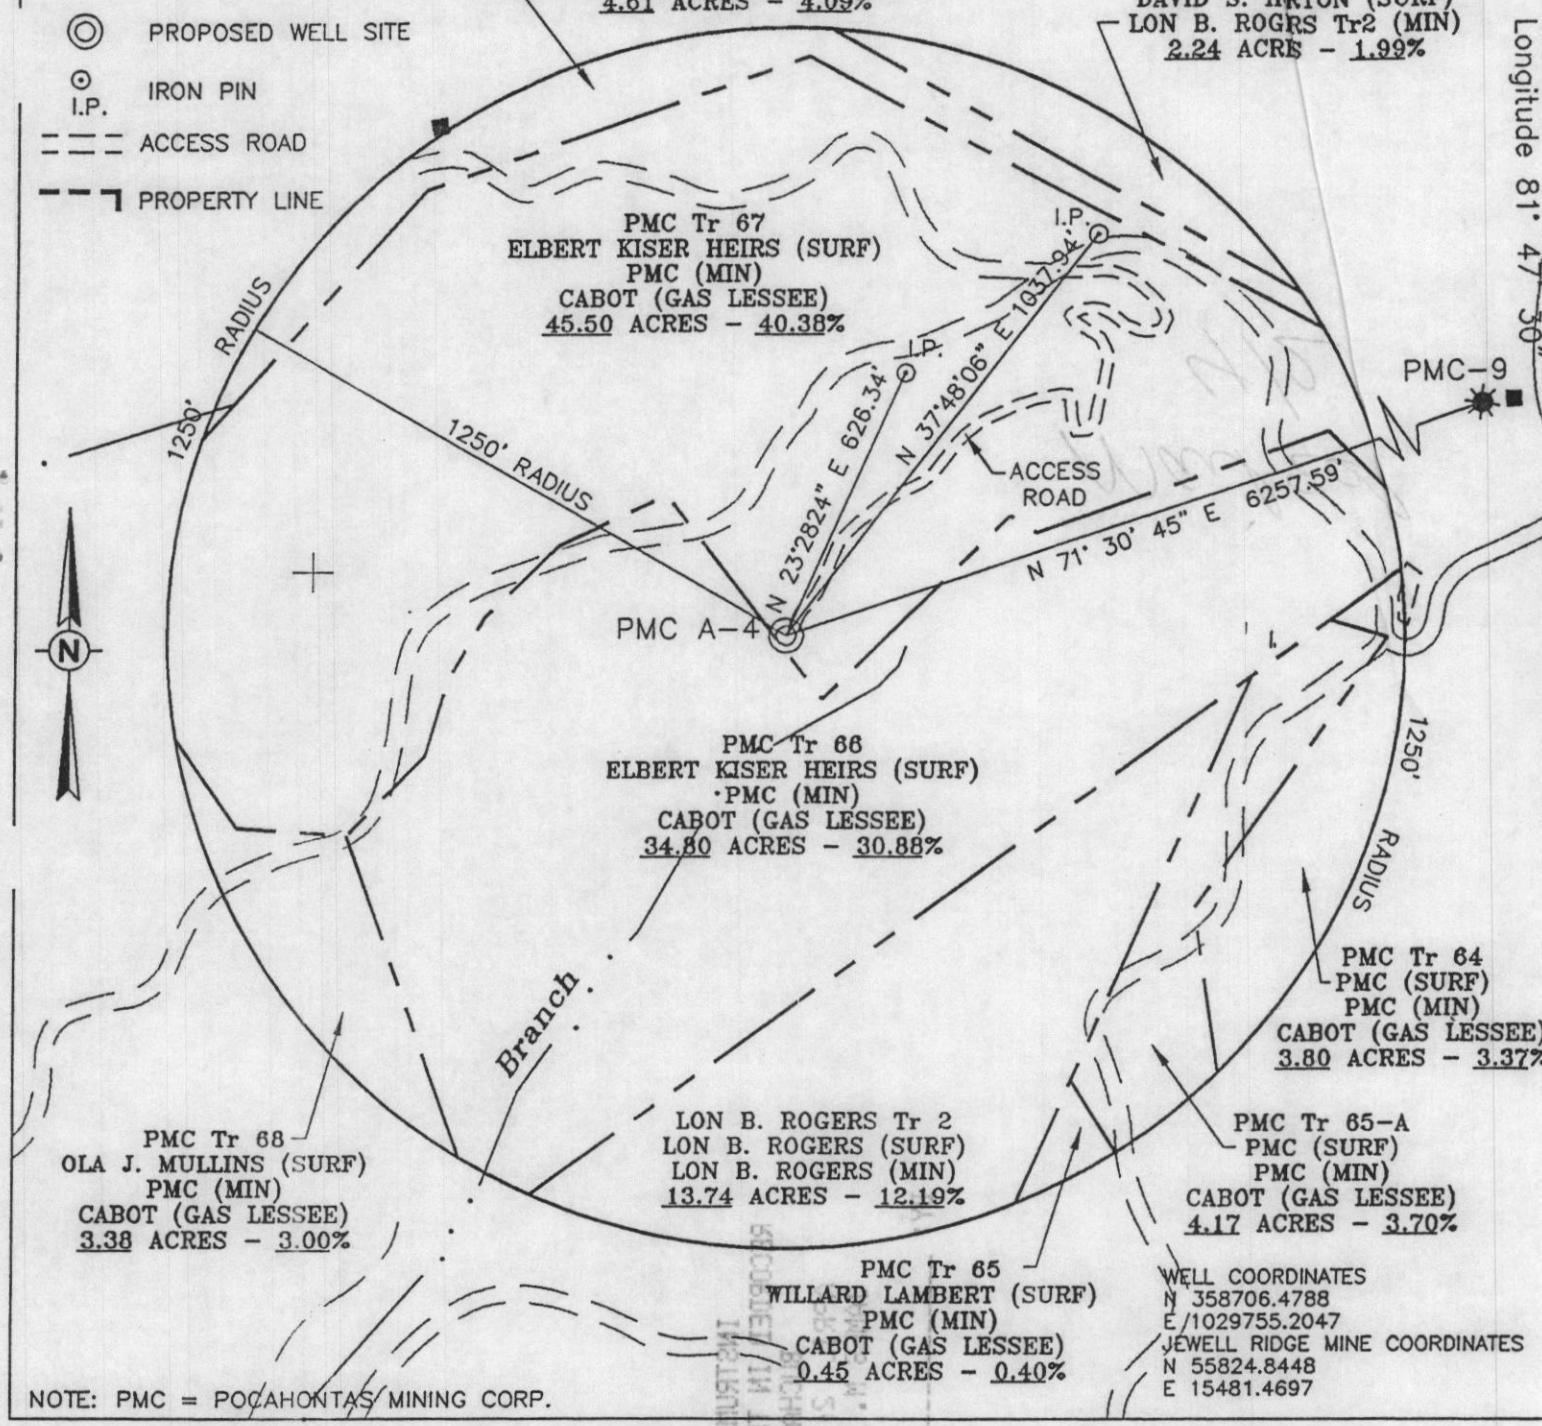 4.61 ACRES - 4.09%
LON B. ROGRS Tr2 (MIN)
2.24 ACRE - 1.99%
PROPOSED WELL SITE
I.P. IRON PIN
ACCESS ROAD
PROPERTY LINE
Longitude 81° 47' 30"
PMC Tr 67
ELBERT KISER HEIRS (SURF)
PMC (MIN)
CABOT (GAS LESSEE)
45.50 ACRES - 40.38%
I.P.
I.P.
RADIUS
1250'
1250' RADIUS
N 23°2824" E 626.34'
N 37°48'06" E 1037.94'
ACCESS
ROAD
PMC-9
N 71° 30' 45" E 6257.59'
N
PMC A-4
PMC Tr 66
ELBERT KISER HEIRS (SURF)
PMC (MIN)
CABOT (GAS LESSEE)
34.80 ACRES - 30.88%
1250'
RADIUS
Branch
PMC Tr 64
PMC (SURF)
PMC (MIN)
CABOT (GAS LESSEE)
3.80 ACRES - 3.37%
PMC Tr 68
OLA J. MULLINS (SURF)
PMC (MIN)
CABOT (GAS LESSEE)
3.38 ACRES - 3.00%
LON B. ROGERS Tr 2
LON B. ROGERS (SURF)
LON B. ROGERS (MIN)
13.74 ACRES - 12.19%
PMC Tr 65-A
PMC (SURF)
PMC (MIN)
CABOT (GAS LESSEE)
4.17 ACRES - 3.70%
PMC Tr 65
WILLARD LAMBERT (SURF)
PMC (MIN)
CABOT (GAS LESSEE)
0.45 ACRES - 0.40%
WELL COORDINATES
N 358706.4788
E 1029755.2047
JEWELL RIDGE MINE COORDINATES
N 55824.8448
E 15481.4697
NOTE: PMC = POCAHONTAS MINING CORP.